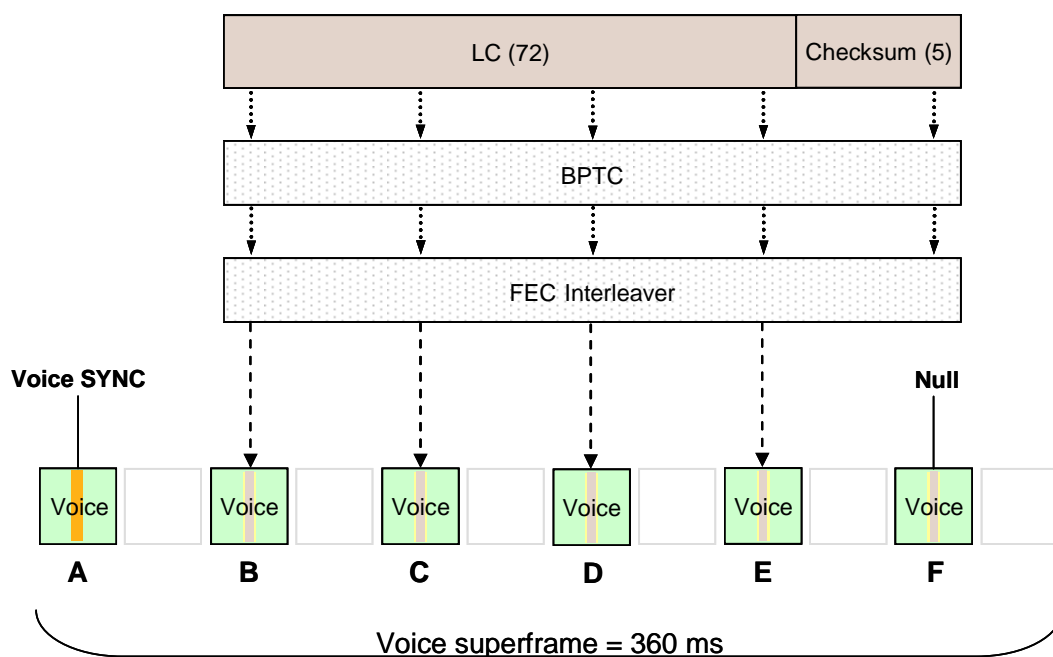 LC (72)
Checksum (5)
BPTC
FEC Interleaver
Voice SYNC
Null
Voice
Voice
Voice
Voice
Voice
Voice
A
B
C
D
E
F
Voice superframe = 360 ms